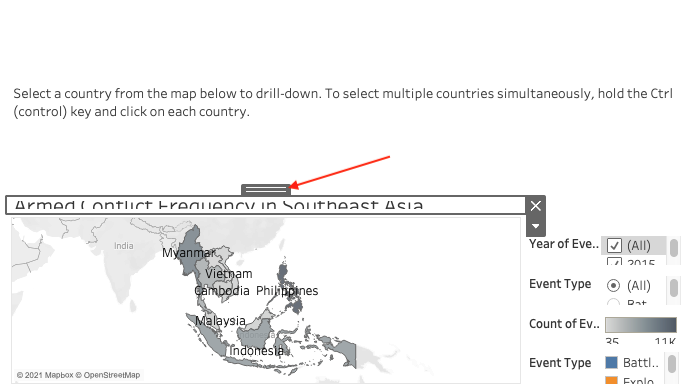 Select a country from the map below to drill-down. To select multiple countries simultaneously, hold the Ctrl
(control) key and click on each country.
Armed Conflict Frequency in Southeast Asia
Year of Eve..
(All)
2015
India
Myanmar
Vietnam
Cambodia
Philippines
Malaysia
Indonesia
Event Type
(All)
Bat
Count of Ev..
35
11K
Event Type
Battl..
Explo
© 2021 Mapbox © OpenStreetMap